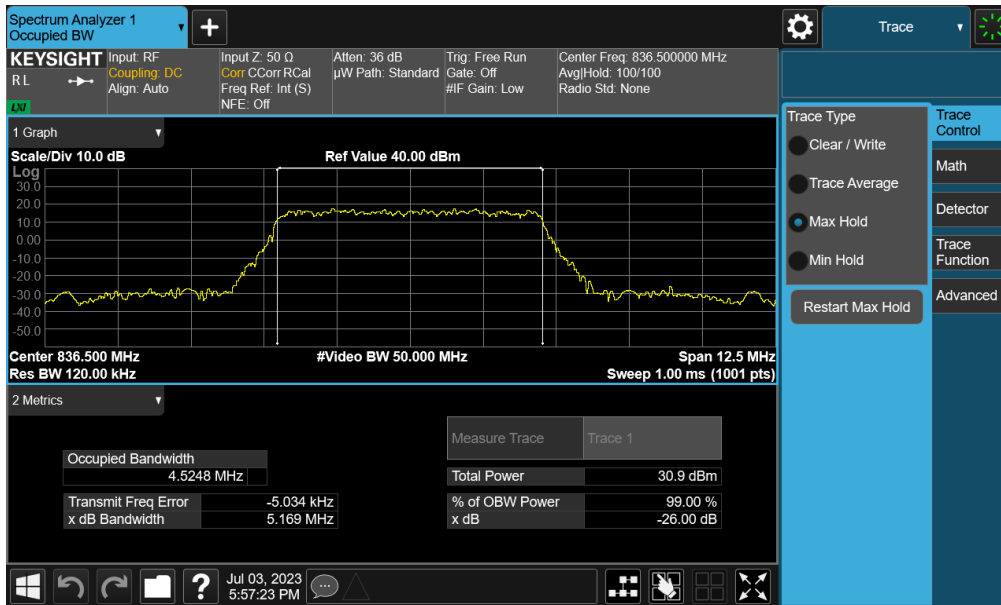 Spectrum Analyzer 1
Occupied BW
Trace
KEYSIGHT
R L
LXI
Input: RF
Coupling: DC
Align: Auto
Input Z: 50 Ω
Corr CCorr RCal
Freq Ref: Int (S)
NFE: Off
Atten: 36 dB
µW Path: Standard
Trig: Free Run
Gate: Off
#IF Gain: Low
Center Freq: 836.500000 MHz
Avg|Hold: 100/100
Radio Std: None
1 Graph
Scale/Div 10.0 dB
Ref Value 40.00 dBm
Log
30.0
20.0
10.0
0.00
-10.0
-20.0
-30.0
-40.0
-50.0
Center 836.500 MHz
#Video BW 50.000 MHz
Span 12.5 MHz
Res BW 120.00 kHz
Sweep 1.00 ms (1001 pts)
2 Metrics
Measure Trace
Trace 1
Occupied Bandwidth
4.5248 MHz
Total Power
30.9 dBm
Transmit Freq Error
-5.034 kHz
% of OBW Power
99.00 %
x dB Bandwidth
5.169 MHz
x dB
-26.00 dB
Trace Type
Clear / Write
Trace Average
Max Hold
Min Hold
Restart Max Hold
Trace
Control
Math
Detector
Trace
Function
Advanced
?
Jul 03, 2023
5:57:23 PM